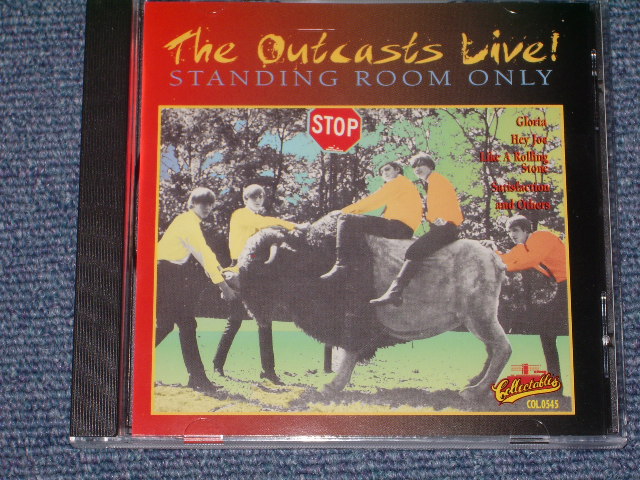 The Outcasts Live!
STANDING ROOM ONLY
STOP
Gloria
Hey Joe
Like A Rolling
Stone
Satisfaction
and Others
Collectables
COL.0545